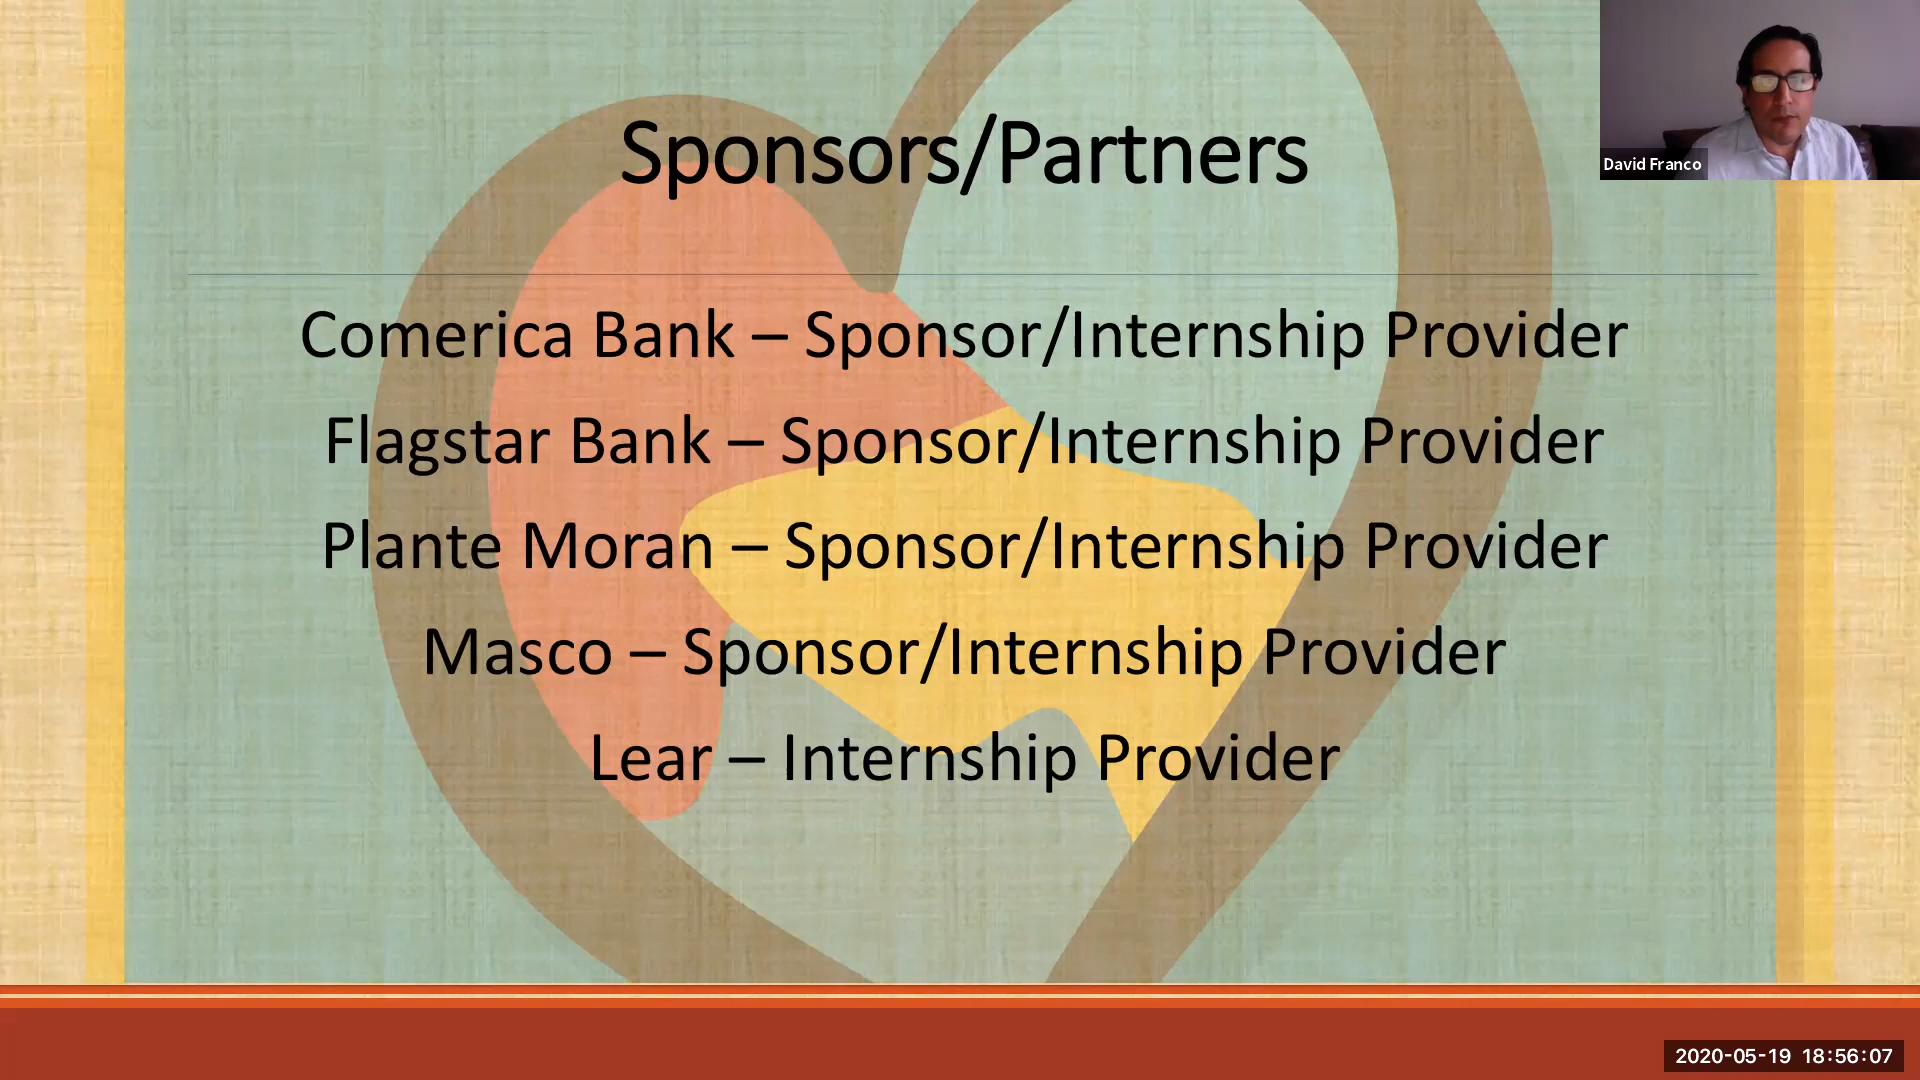 Sponsors/Partners
David Franco
Comerica Bank – Sponsor/Internship Provider
Flagstar Bank – Sponsor/Internship Provider
Plante Moran – Sponsor/Internship Provider
Masco – Sponsor/Internship Provider
Lear – Internship Provider
2020-05-19 18:56:07